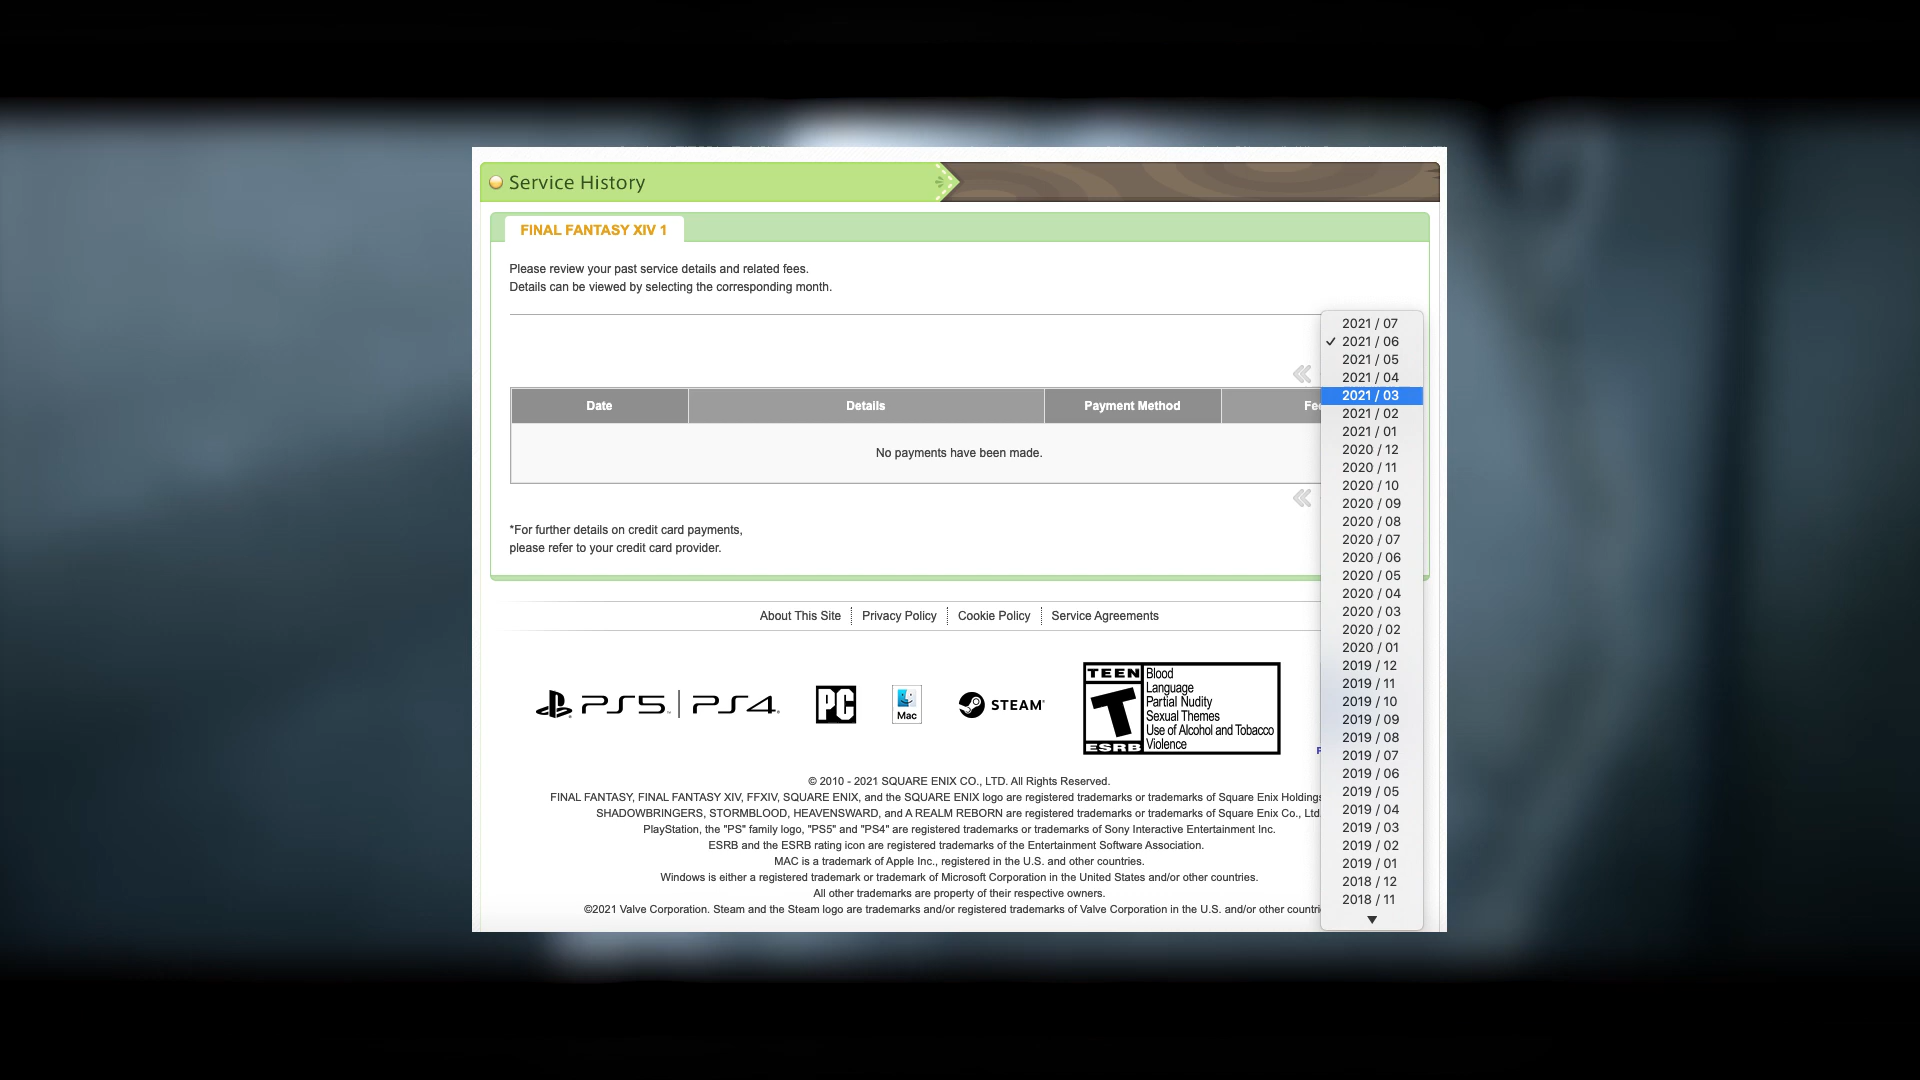 Service History
FINAL FANTASY XIV 1
Please review your past service details and related fees.
Details can be viewed by selecting the corresponding month.
2021 / 07
✓ 2021 / 06
2021 / 05
2021 / 04
2021 / 03
2021 / 02
2021 / 01
2020 / 12
2020 / 11
2020 / 10
2020 / 09
2020 / 08
2020 / 07
2020 / 06
2020 / 05
2020 / 04
2020 / 03
2020 / 02
2020 / 01
2019 / 12
2019 / 11
2019 / 10
2019 / 09
2019 / 08
2019 / 07
2019 / 06
2019 / 05
2019 / 04
2019 / 03
2019 / 02
2019 / 01
2018 / 12
2018 / 11
Date Details Payment Method
No payments have been made.
*For further details on credit card payments,
please refer to your credit card provider.
About This Site Privacy Policy Cookie Policy Service Agreements
PS5 PS4 PC Mac STEAM
TEEN
T
ESRB
Blood
Language
Partial Nudity
Sexual Themes
Use of Alcohol and Tobacco
Violence
© 2010 - 2021 SQUARE ENIX CO., LTD. All Rights Reserved.
FINAL FANTASY, FINAL FANTASY XIV, FFXIV, SQUARE ENIX, and the SQUARE ENIX logo are registered trademarks or trademarks of Square Enix Holdings
SHADOWBRINGERS, STORMBLOOD, HEAVENSWARD, and A REALM REBORN are registered trademarks or trademarks of Square Enix Co., Ltd
PlayStation, the "PS" family logo, "PS5" and "PS4" are registered trademarks or trademarks of Sony Interactive Entertainment Inc.
ESRB and the ESRB rating icon are registered trademarks of the Entertainment Software Association.
MAC is a trademark of Apple Inc., registered in the U.S. and other countries.
Windows is either a registered trademark or trademark of Microsoft Corporation in the United States and/or other countries.
All other trademarks are property of their respective owners.
©2021 Valve Corporation. Steam and the Steam logo are trademarks and/or registered trademarks of Valve Corporation in the U.S. and/or other